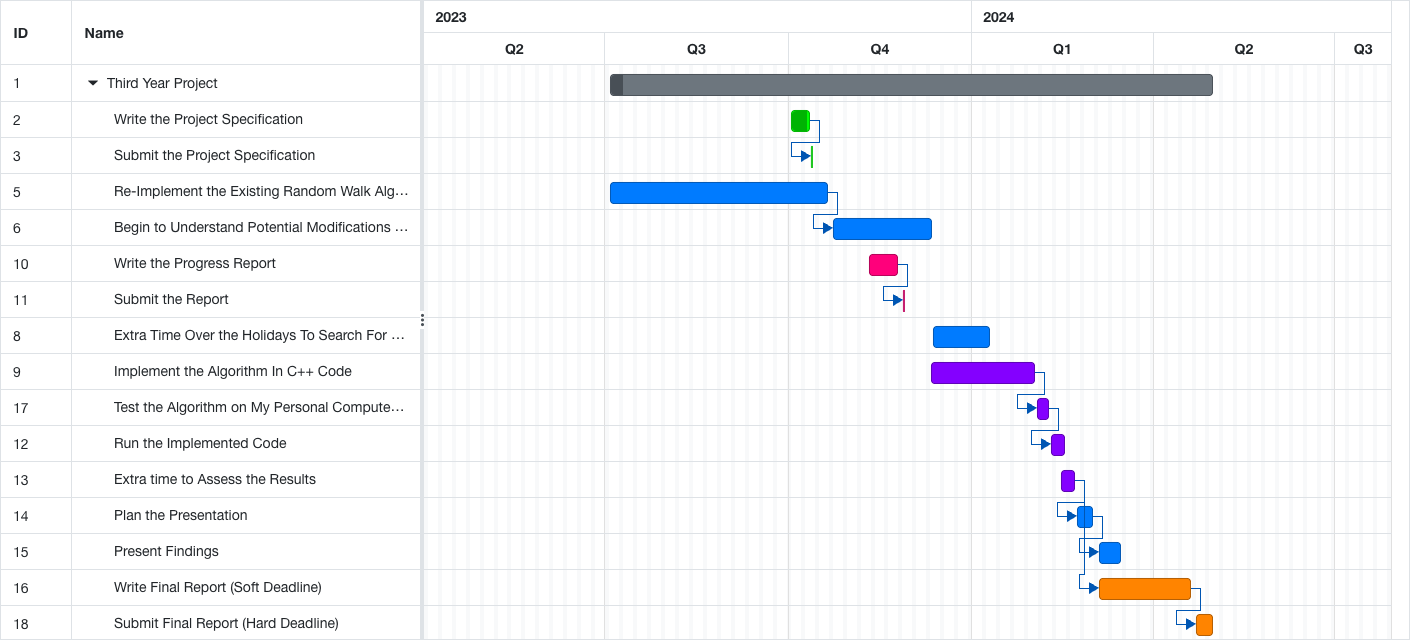 ID Name 2023 2024
Q2 Q3 Q4 Q1 Q2 Q3
1 Third Year Project
2 Write the Project Specification
3 Submit the Project Specification
5 Re-Implement the Existing Random Walk Alg…
6 Begin to Understand Potential Modifications …
10 Write the Progress Report
11 Submit the Report
8 Extra Time Over the Holidays To Search For …
9 Implement the Algorithm In C++ Code
17 Test the Algorithm on My Personal Compute…
12 Run the Implemented Code
13 Extra time to Assess the Results
14 Plan the Presentation
15 Present Findings
16 Write Final Report (Soft Deadline)
18 Submit Final Report (Hard Deadline)